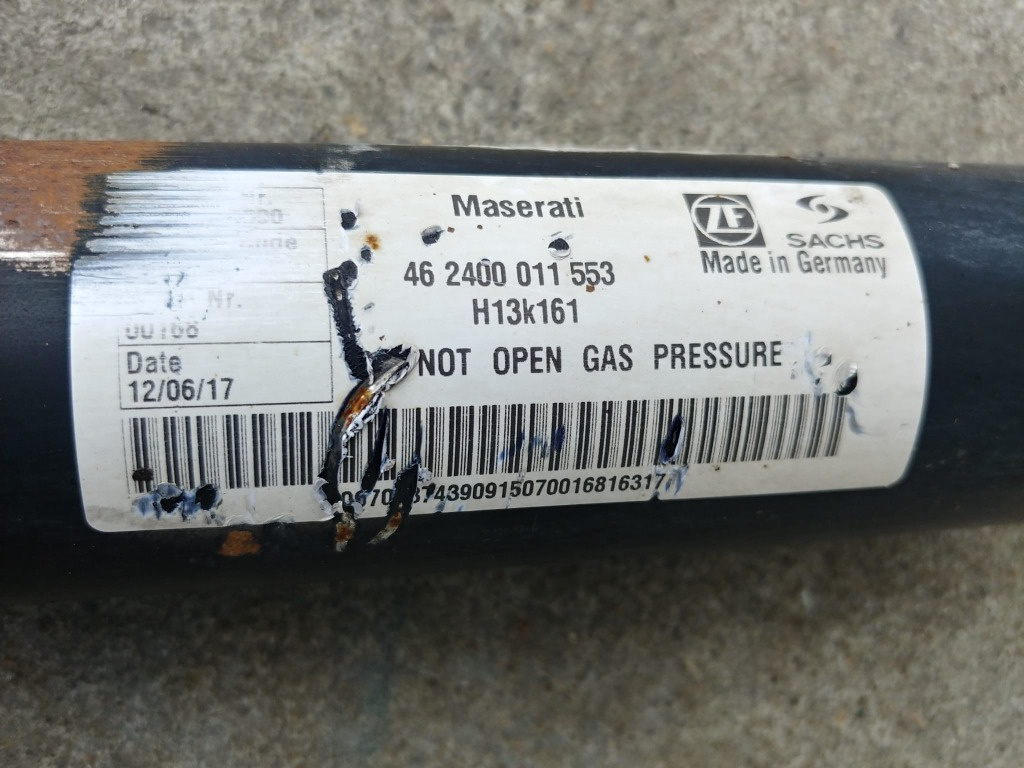 Maserati
ZF
SACHS
Made in Germany
46 2400 011 553
H13k161
NOT OPEN GAS PRESSURE
Nr.
00168
Date
12/06/17